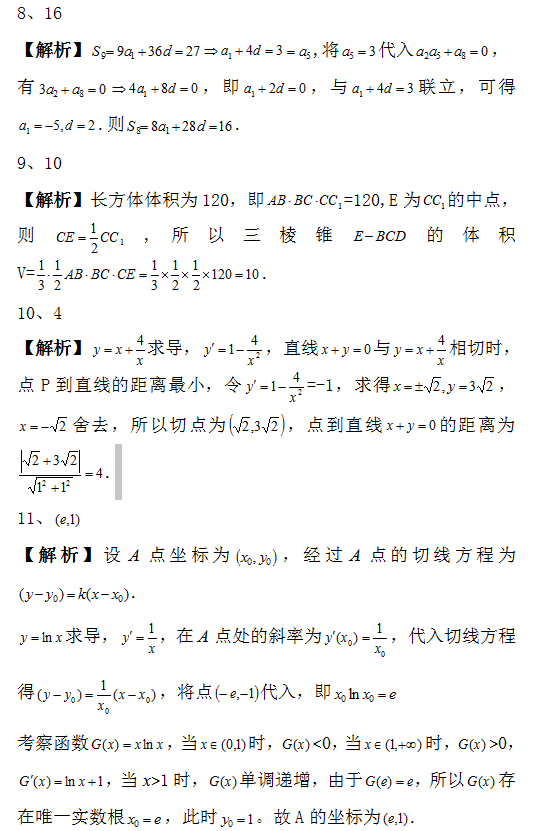 8、16
【解析】S₉=9a₁+36d=27⇒a₁+4d=3=a₅,将a₅=3代入a₂a₅+a₈=0,
有3a₂+a₈=0⇒4a₁+8d=0,即a₁+2d=0,与a₁+4d=3联立,可得
a₁=-5,d=2.则S₈=8a₁+28d=16.
9、10
【解析】长方体体积为120,即AB·BC·CC₁=120,E为CC₁的中点,
则CE=1/2CC₁,所以三棱锥E-BCD的体积
V=1/3·1/2AB·BC·CE=1/3×1/2×1/2×120=10.
10、4
【解析】y=x+4/x求导,y′=1-4/x²,直线x+y=0与y=x+4/x相切时,
点P到直线的距离最小,令y′=1-4/x²=-1,求得x=±√2,y=3√2,
x=-√2舍去,所以切点为(√2,3√2),点到直线x+y=0的距离为
|√2+3√2|/√(1²+1²)=4.
11、(e,1)
【解析】设A点坐标为(x₀,y₀),经过A点的切线方程为
(y-y₀)=k(x-x₀).
y=ln x求导,y′=1/x,在A点处的斜率为y′(x₀)=1/x₀,代入切线方程
得(y-y₀)=1/x₀(x-x₀),将点(-e,-1)代入,即x₀ln x₀=e
考察函数G(x)=x ln x,当x∈(0,1)时,G(x)<0,当x∈(1,+∞)时,G(x)>0,
G′(x)=ln x+1,当x>1时,G(x)单调递增,由于G(e)=e,所以G(x)存
在唯一实数根x₀=e,此时y₀=1。故A的坐标为(e,1).